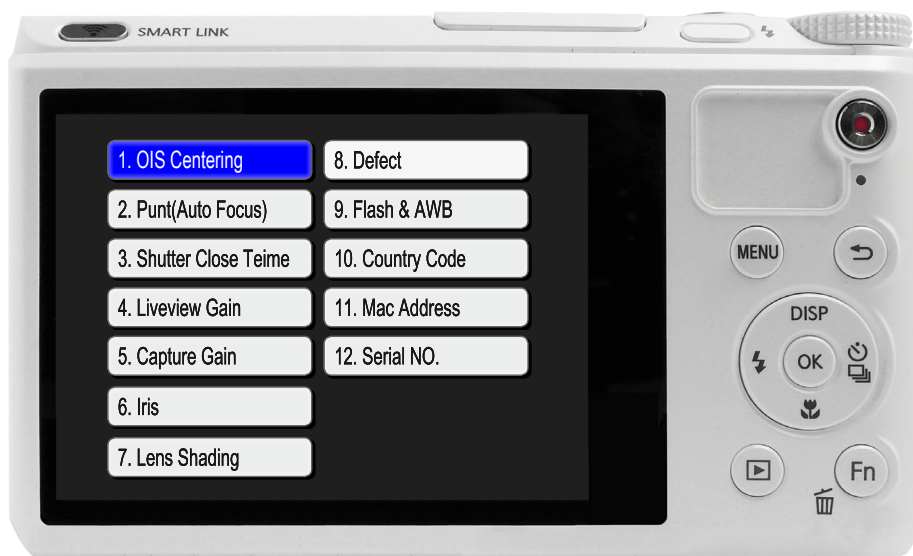 SMART LINK
1. OIS Centering
2. Punt(Auto Focus)
3. Shutter Close Teime
4. Liveview Gain
5. Capture Gain
6. Iris
7. Lens Shading
8. Defect
9. Flash & AWB
10. Country Code
11. Mac Address
12. Serial NO.
MENU
DISP
OK
Fn